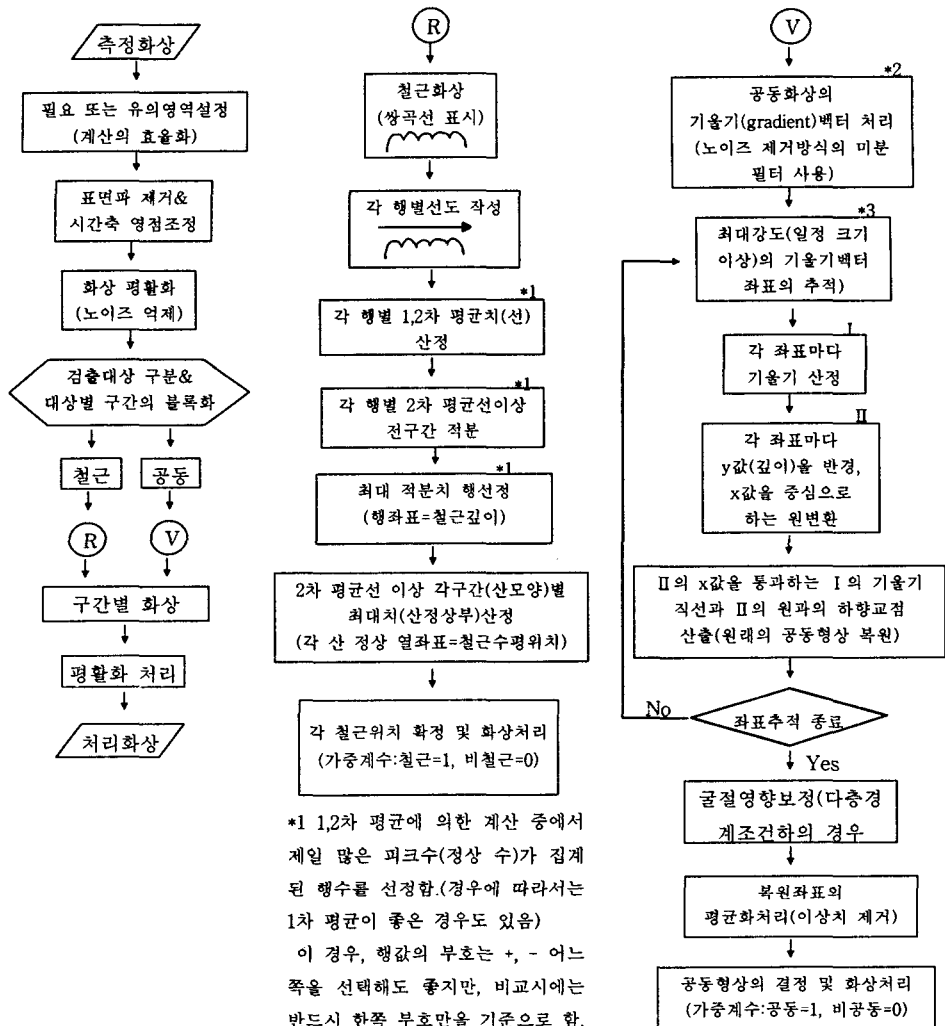 측정화상
필요 또는 유의영역설정
(계산의 효율화)
표면파 제거&
시간축 영점조정
화상 평활화
(노이즈 억제)
검출대상 구분&
대상별 구간의 블록화
철근
공동
R
V
구간별 화상
평활화 처리
처리화상
R
철근화상
(쌍곡선 표시)
각 행별선도 작성
*1
각 행별 1,2차 평균치(선)
산정
*1
각 행별 2차 평균선이상
전구간 적분
*1
최대 적분치 행선정
(행좌표=철근깊이)
2차 평균선 이상 각구간(산모양)별
최대치(산정상부)산정
(각 산 정상 열좌표=철근수평위치)
각 철근위치 확정 및 화상처리
(가중계수:철근=1, 비철근=0)
*1 1,2차 평균에 의한 계산 중에서
제일 많은 피크수(정상 수)가 집계
된 행수를 선정함.(경우에 따라서는
1차 평균이 좋은 경우도 있음)
이 경우, 행값의 부호는 +, - 어느
쪽을 선택해도 좋지만, 비교시에는
반드시 한쪽 부호만을 기준으로 함.
V
*2
공동화상의
기울기(gradient)벡터 처리
(노이즈 제거방식의 미분
필터 사용)
*3
최대강도(일정 크기
이상)의 기울기벡터
좌표의 추적)
I
각 좌표마다
기울기 산정
II
각 좌표마다
y값(깊이)을 반경,
x값을 중심으로
하는 원변환
II의 x값을 통과하는 I의 기울기
직선과 II의 원과의 하향교점
산출(원래의 공동형상 복원)
No
좌표추적 종료
Yes
굴절영향보정(다층경
계조건하의 경우
복원좌표의
평균화처리(이상치 제거)
공동형상의 결정 및 화상처리
(가중계수:공동=1, 비공동=0)